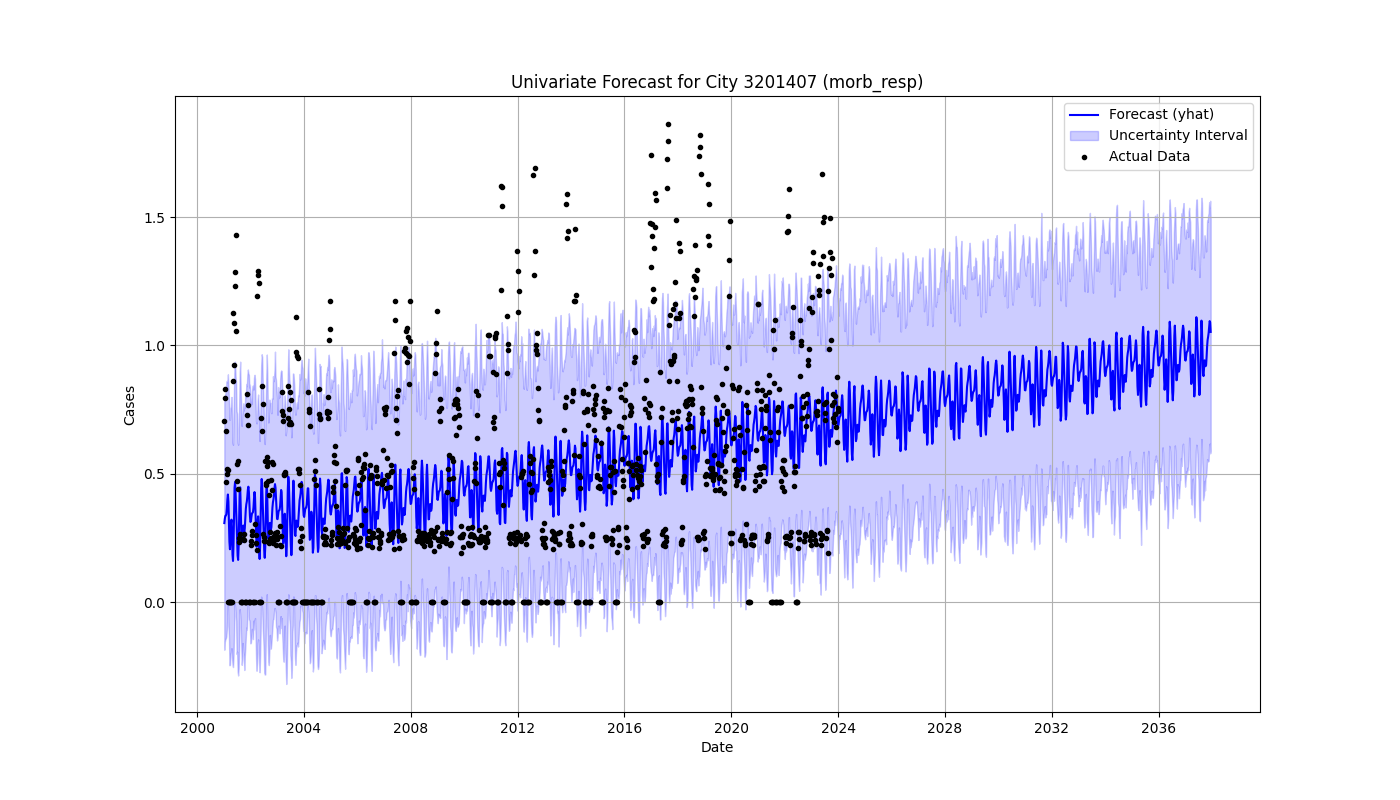 Univariate Forecast for City 3201407 (morb_resp)
Forecast (yhat)
Uncertainty Interval
Actual Data
Cases
1.5
1.0
0.5
0.0
2000 2004 2008 2012 2016 2020 2024 2028 2032 2036
Date